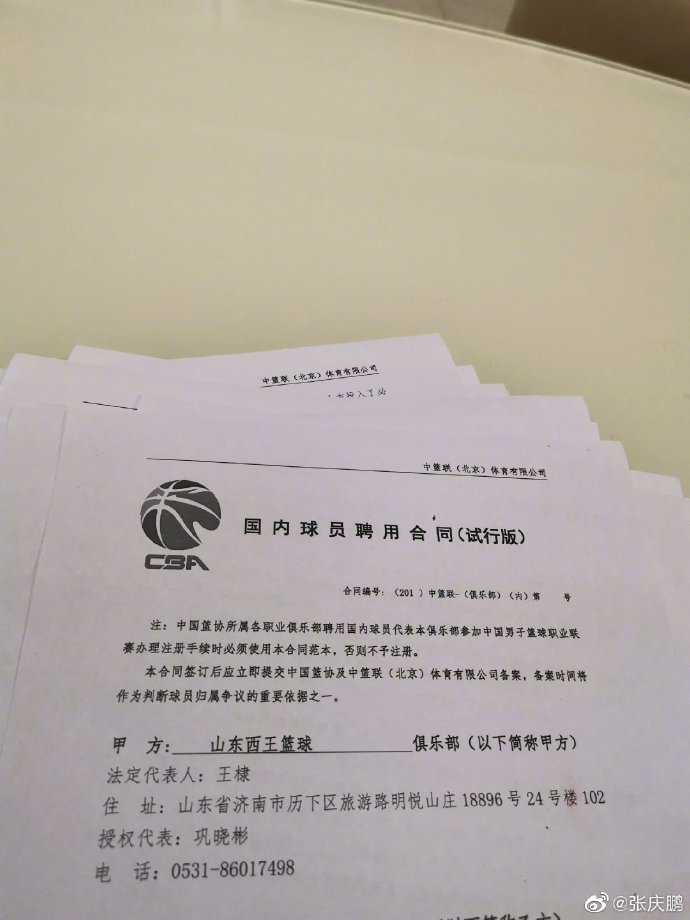 中篮联（北京）体育有限公司
中篮联（北京）体育有限公司
CBA
国内球员聘用合同(试行版)
合同编号：（201 ）中篮联-（俱乐部）（内）第 号
注：中国篮协所属各职业俱乐部聘用国内球员代表本俱乐部参加中国男子篮球职业联
赛办理注册手续时必须使用本合同范本，否则不予注册。
本合同签订后应立即提交中国篮协及中篮联（北京）体育有限公司备案，备案时间将
作为判断球员归属争议的重要依据之一。
甲 方：山东西王篮球 俱乐部（以下简称甲方）
法定代表人：王棣
住 址：山东省济南市历下区旅游路明悦山庄18896号24号楼102
授权代表：巩晓彬
电 话：0531-86017498
@张庆鹏